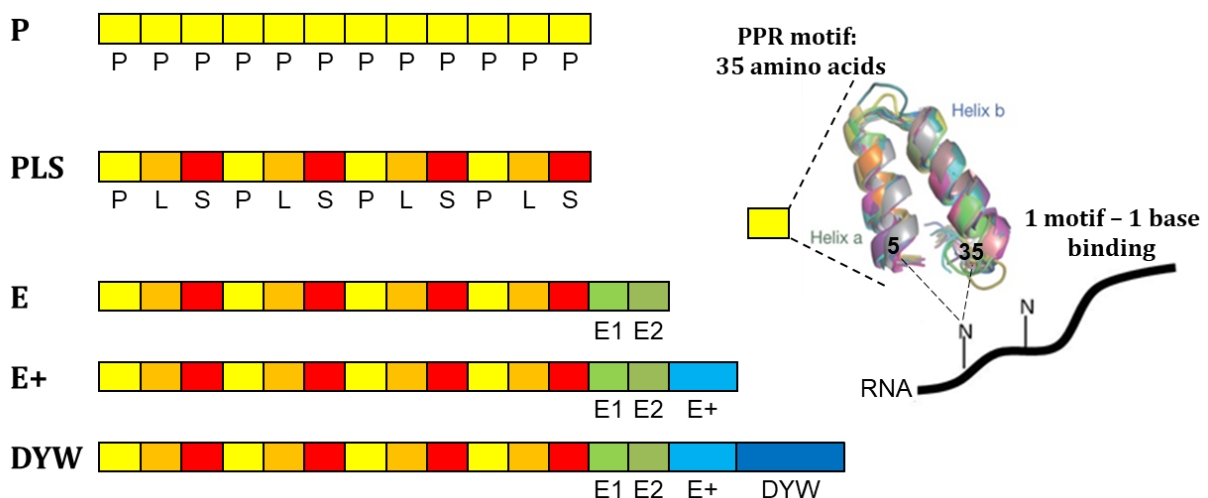 P
P P P P P P P P P P P P
PLS
P L S P L S P L S P L S
E
E1 E2
E+
E1 E2 E+
DYW
E1 E2 E+ DYW
PPR motif:
35 amino acids
Helix b
Helix a
5
35
1 motif – 1 base
binding
N
N
RNA